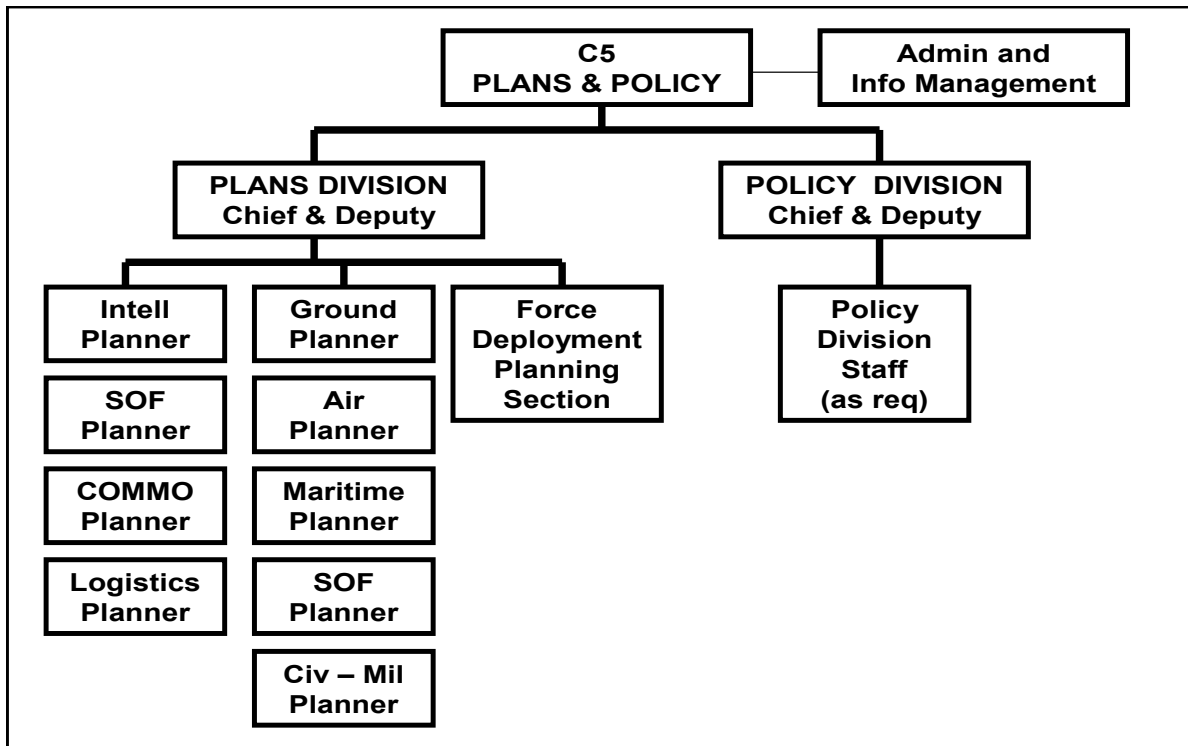 C5
PLANS & POLICY
Admin and
Info Management
PLANS DIVISION
Chief & Deputy
POLICY  DIVISION
Chief & Deputy
Intell
Planner
SOF
Planner
COMMO
Planner
Logistics
Planner
Ground
Planner
Air
Planner
Maritime
Planner
SOF
Planner
Civ – Mil
Planner
Force
Deployment
Planning
Section
Policy
Division
Staff
(as req)